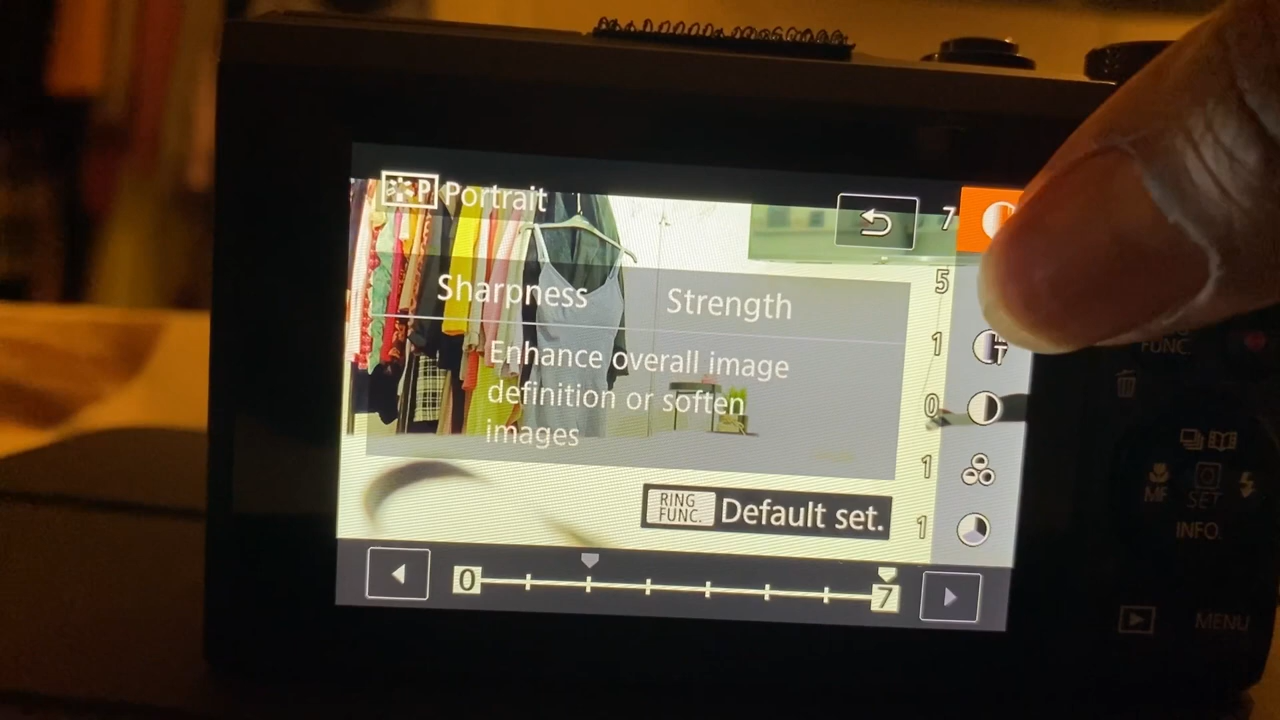 P Portrait
7
Sharpness Strength
5
Enhance overall image
definition or soften
images
1
0
1
1
RING
FUNC.
Default set.
0
7
FUNC.
MF
SET
INFO.
MENU